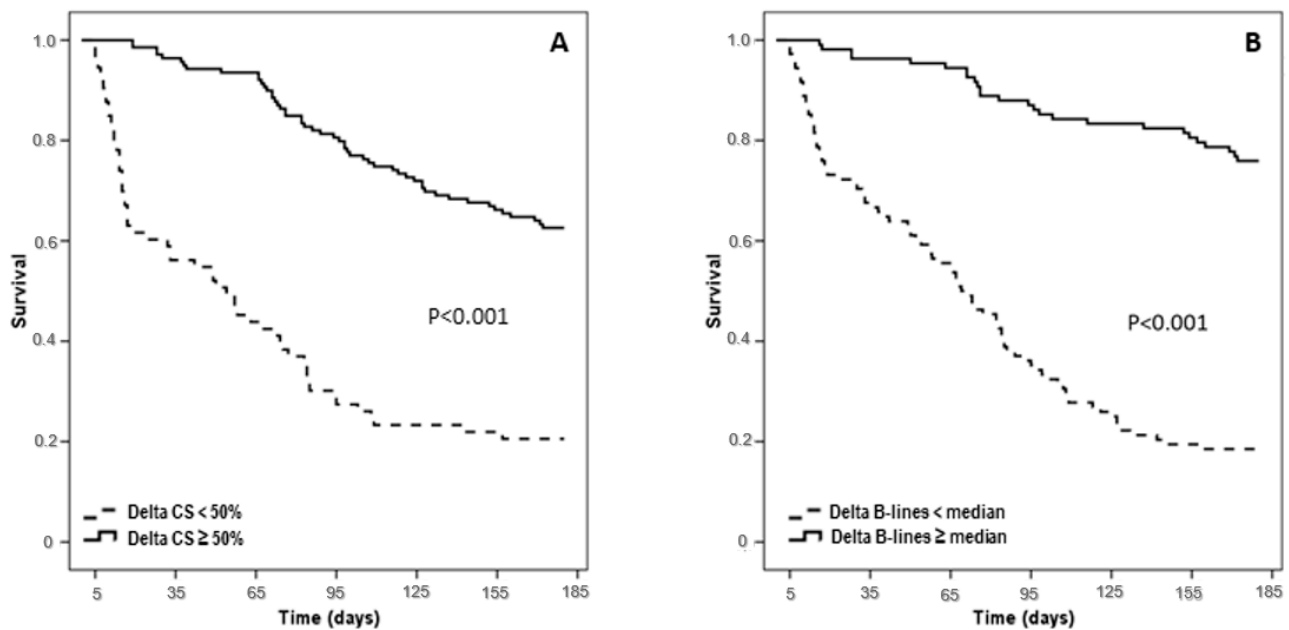 A
1.0
0.8
0.6
0.4
0.2
0
Survival
P<0.001
Delta CS < 50%
Delta CS ≥ 50%
5 35 65 95 125 155 185
Time (days)
B
1.0
0.8
0.6
0.4
0.2
0
Survival
P<0.001
Delta B-lines < median
Delta B-lines ≥ median
5 35 65 95 125 155 185
Time (days)